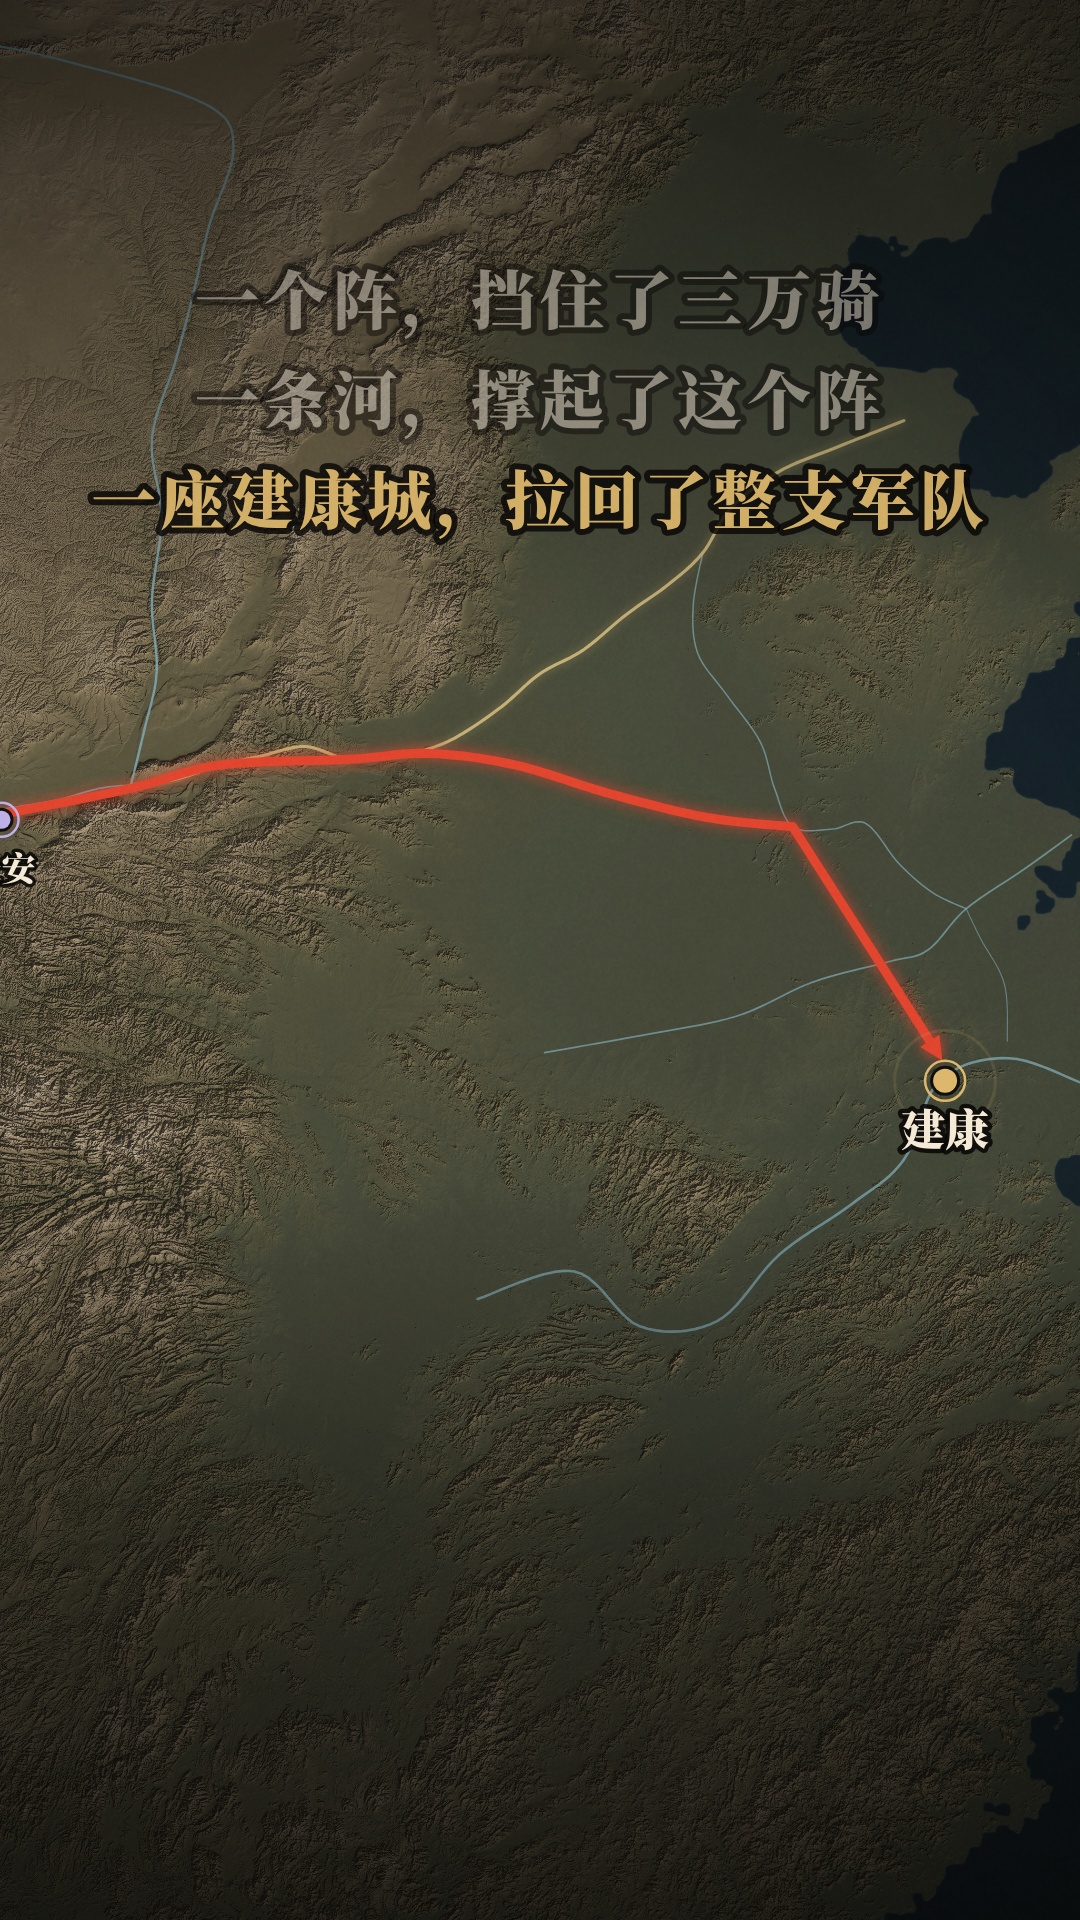 一个阵，挡住了三万骑
一条河，撑起了这个阵
一座建康城，拉回了整支军队
安
建康